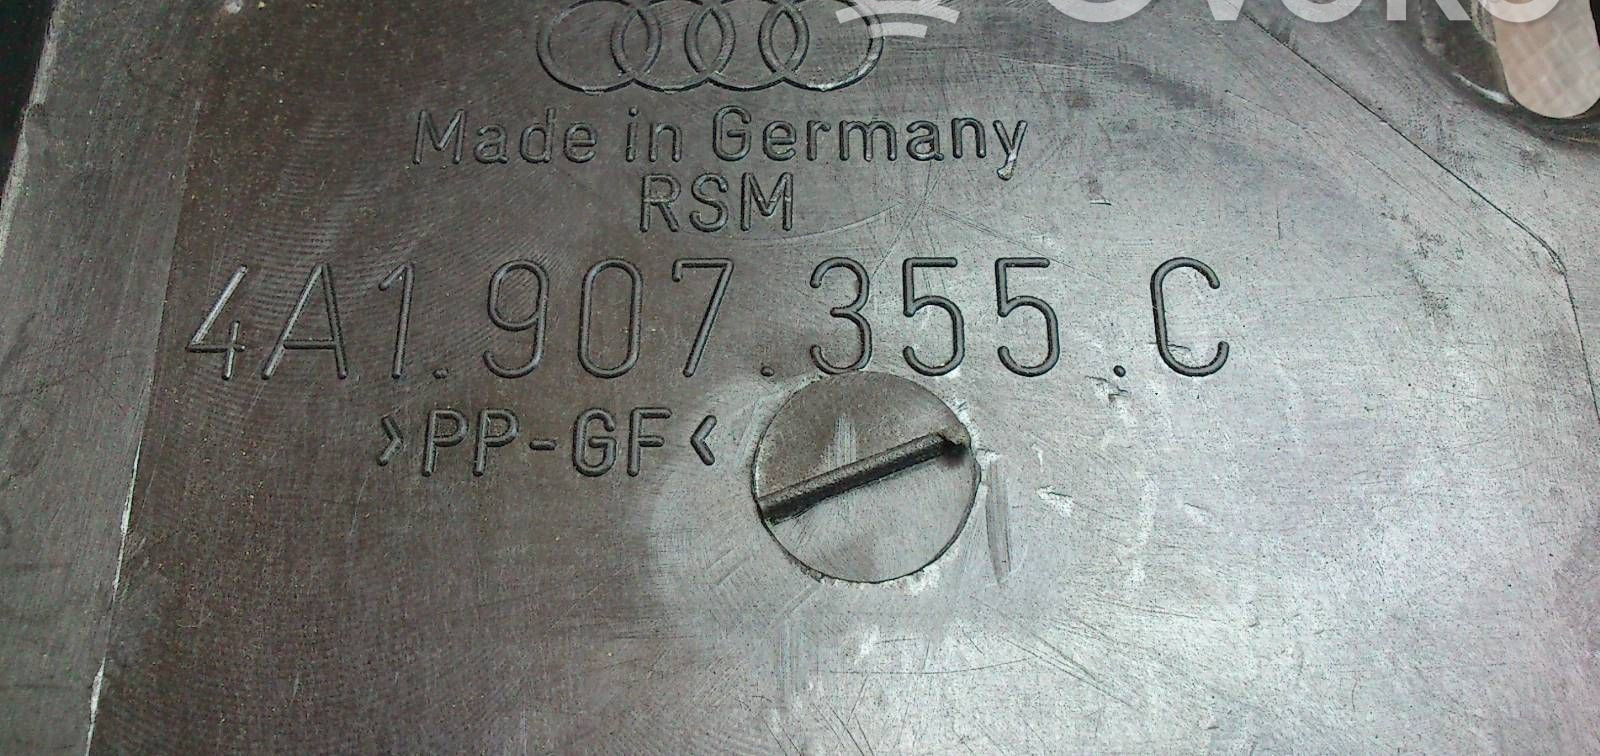 Made in Germany
RSM
4A1.907.355.C
>PP-GF<